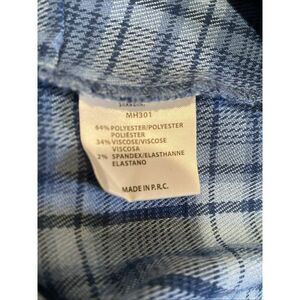 MH301
64%POLYESTER/POLYESTER
POLIÉSTER
34%VISCOSE/VISCOSE
VISCOSA
2% SPANDEX/ELASTHANNE
ELASTANO
MADE IN P.R.C.